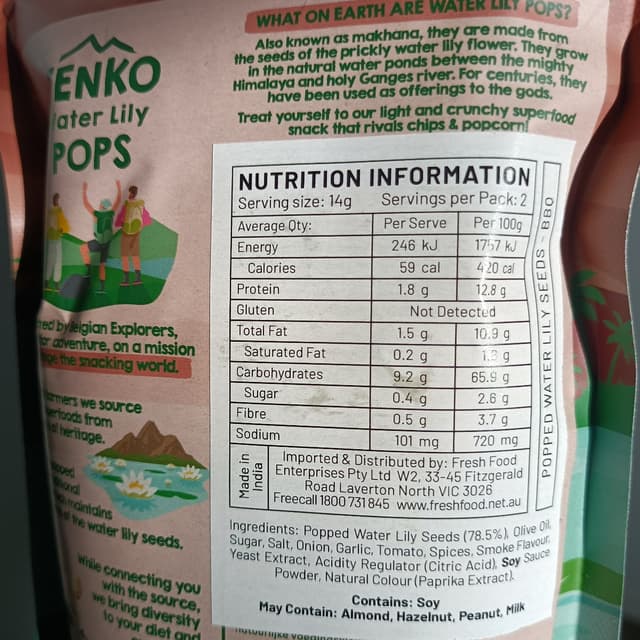 WHAT ON EARTH ARE WATER LILY POPS?
Also known as makhana, they are made from
the seeds of the prickly water lily flower. They grow
in the natural water ponds between the mighty
Himalaya and holy Ganges river. For centuries, they
have been used as offerings to the gods.
Treat yourself to our light and crunchy superfood
snack that rivals chips & popcorn!
ENKO
ater Lily
POPS
by Belgian Explorers,
adventure, on a mission
the snacking world.
armers we source
erfoods from
heritage.
maintains
the water lily seeds.
While connecting you
with the source,
we bring diversity
to your diet and
NUTRITION INFORMATION
Serving size: 14g Servings per Pack: 2
Average Qty: Per Serve Per 100g
Energy 246 kJ 1757 kJ
Calories 59 cal 420 cal
Protein 1.8 g 12.8 g
Gluten Not Detected
Total Fat 1.5 g 10.9 g
Saturated Fat 0.2 g 1.3 g
Carbohydrates 9.2 g 65.9 g
Sugar 0.4 g 2.6 g
Fibre 0.5 g 3.7 g
Sodium 101 mg 720 mg
Made in
India
Imported & Distributed by: Fresh Food
Enterprises Pty Ltd W2, 33-45 Fitzgerald
Road Laverton North VIC 3026
Freecall 1800 731 845 www.freshfood.net.au
POPPED WATER LILY SEEDS - BBQ
Ingredients: Popped Water Lily Seeds (78.5%), Olive Oil,
Sugar, Salt, Onion, Garlic, Tomato, Spices, Smoke Flavour,
Yeast Extract, Acidity Regulator (Citric Acid), Soy Sauce
Powder, Natural Colour (Paprika Extract).
Contains: Soy
May Contain: Almond, Hazelnut, Peanut, Milk